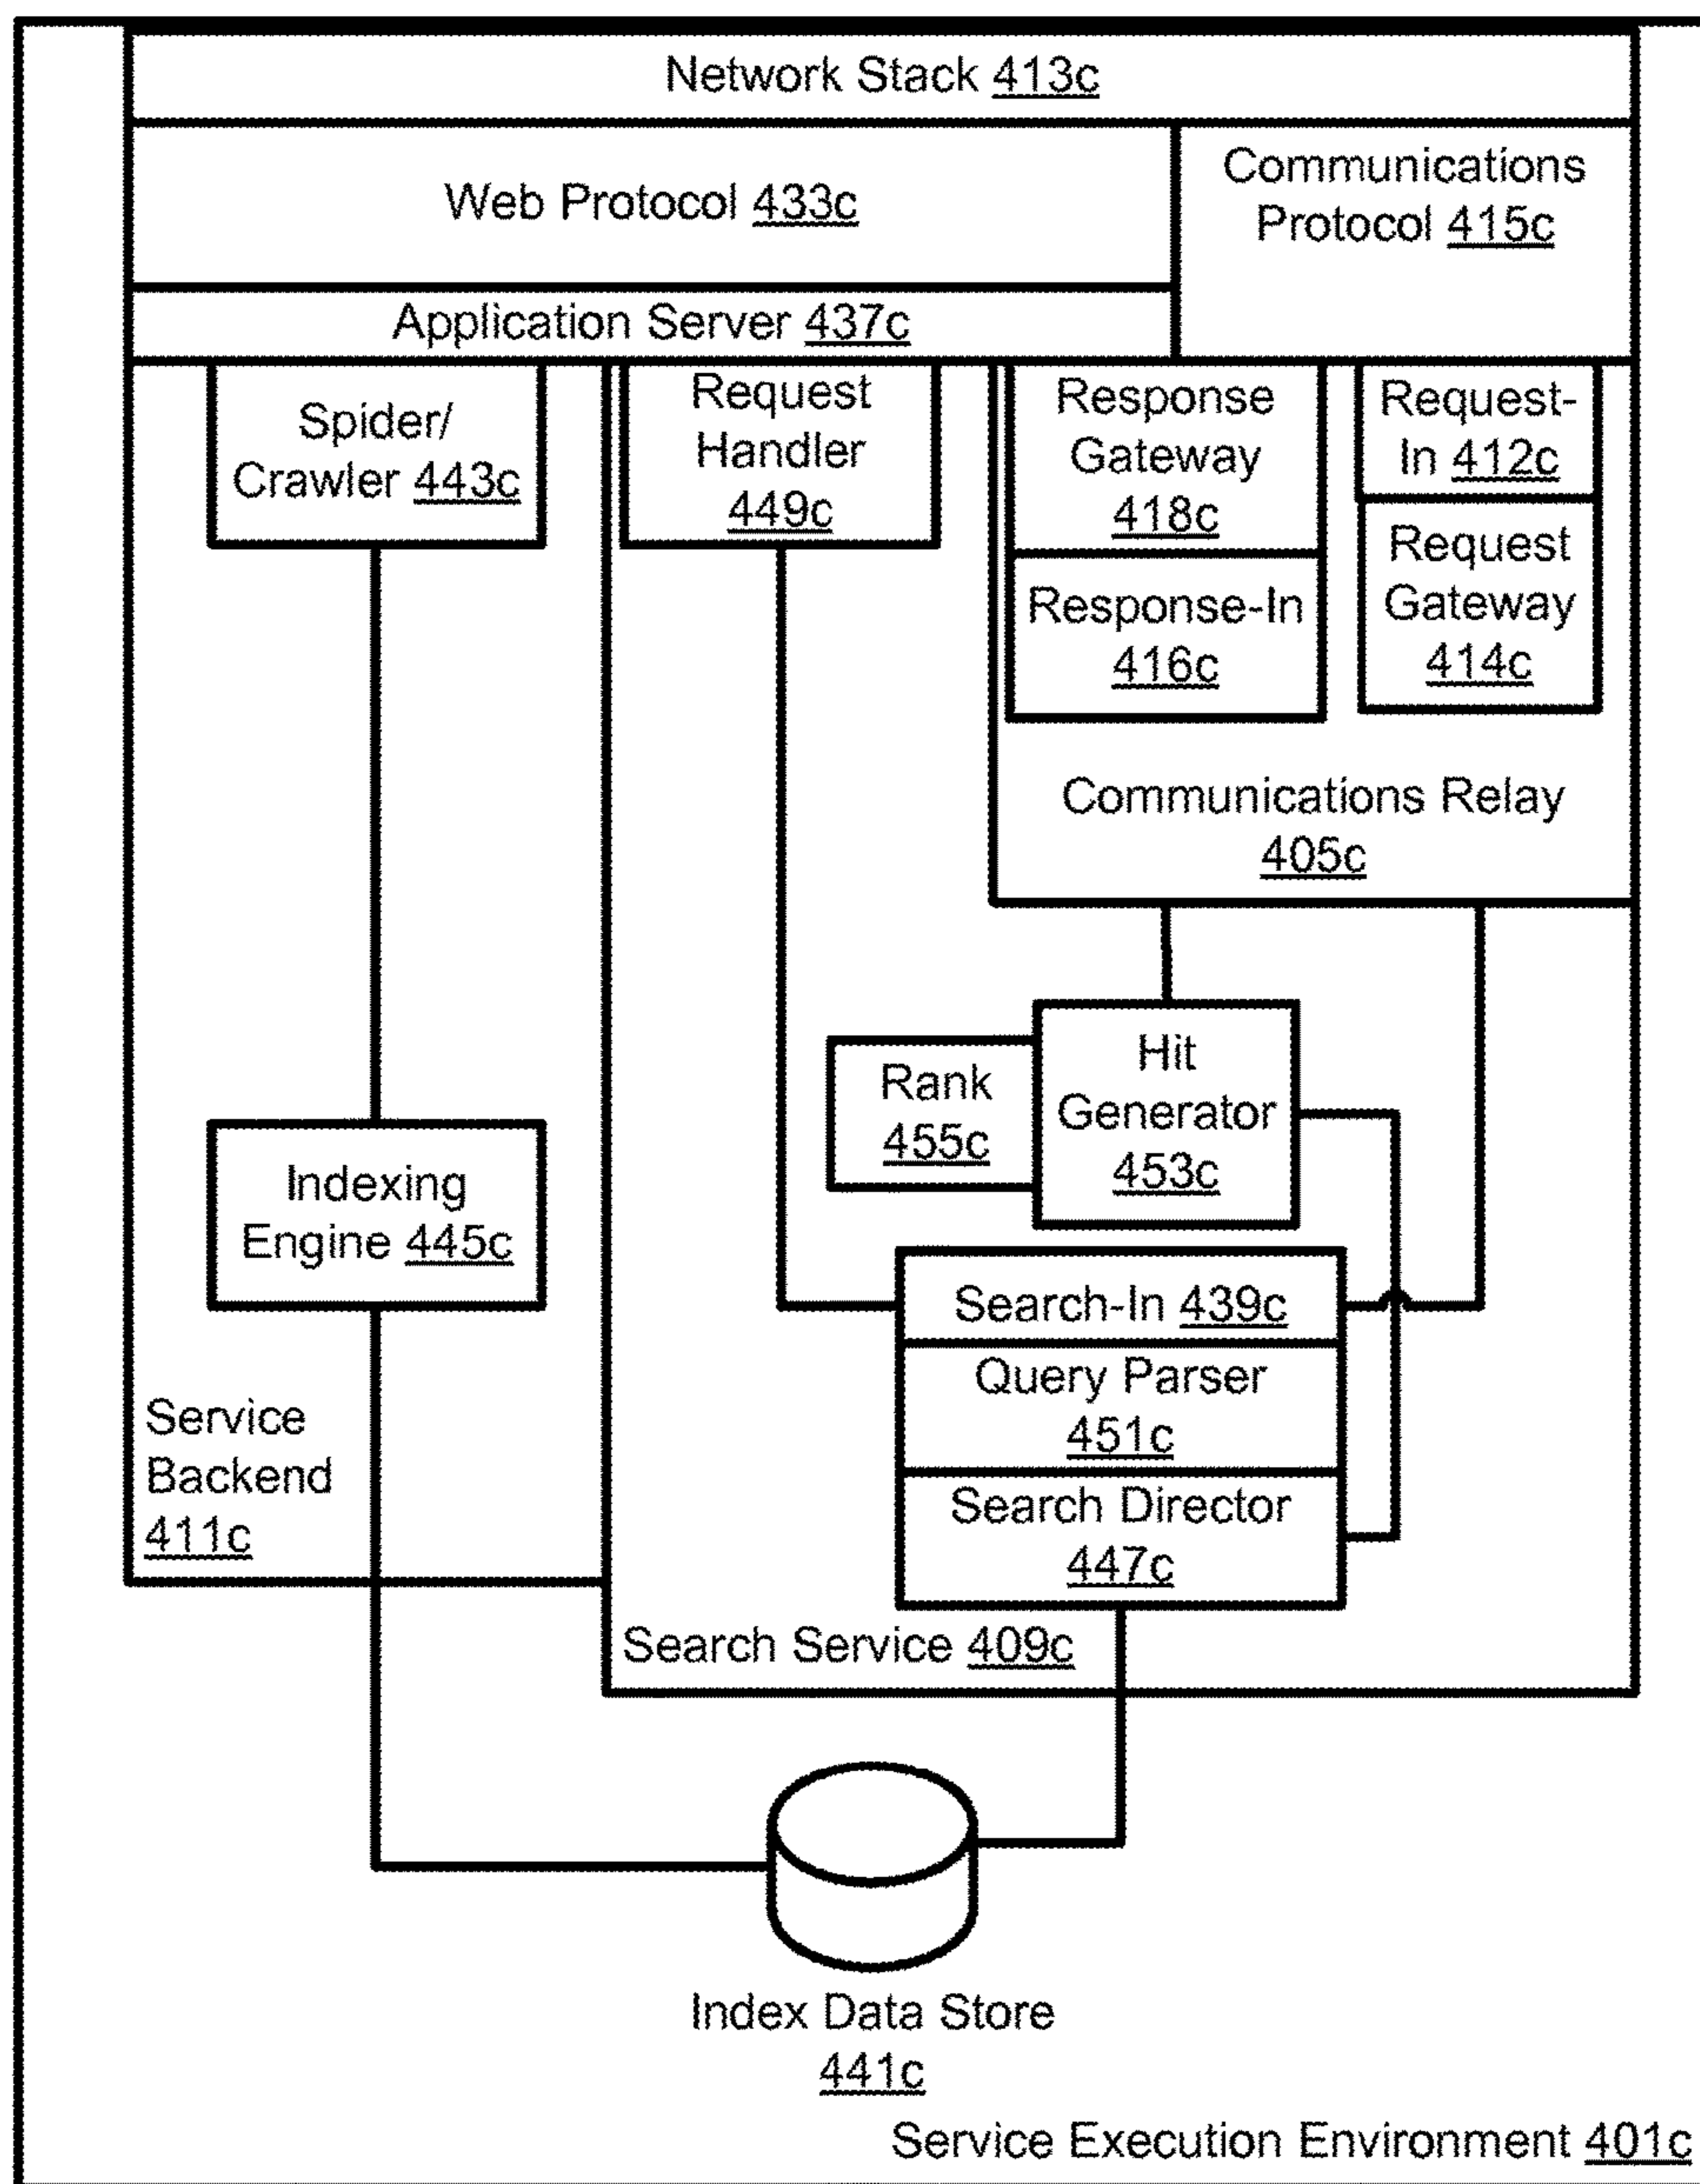 Network Stack 413c
Web Protocol 433c
Communications
Protocol 415c
Application Server 437c
Spider/
Crawler 443c
Request
Handler
449c
Response
Gateway
418c
Response-In
416c
Request-
In 412c
Request
Gateway
414c
Communications Relay
405c
Rank
455c
Hit
Generator
453c
Indexing
Engine 445c
Search-In 439c
Query Parser
451c
Search Director
447c
Service
Backend
411c
Search Service 409c
Index Data Store
441c
Service Execution Environment 401c